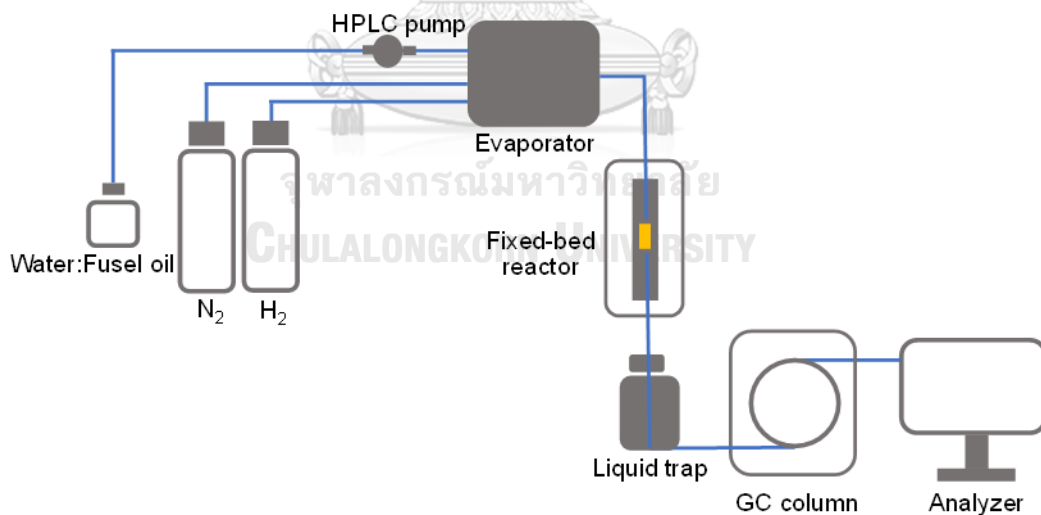 HPLC pump
Evaporator
จุฬาลงกรณ์มหาวิทยาลัย
CHULALONGKORN UNIVERSITY
Water:Fusel oil
N₂
H₂
Fixed-bed
reactor
Liquid trap
GC column
Analyzer